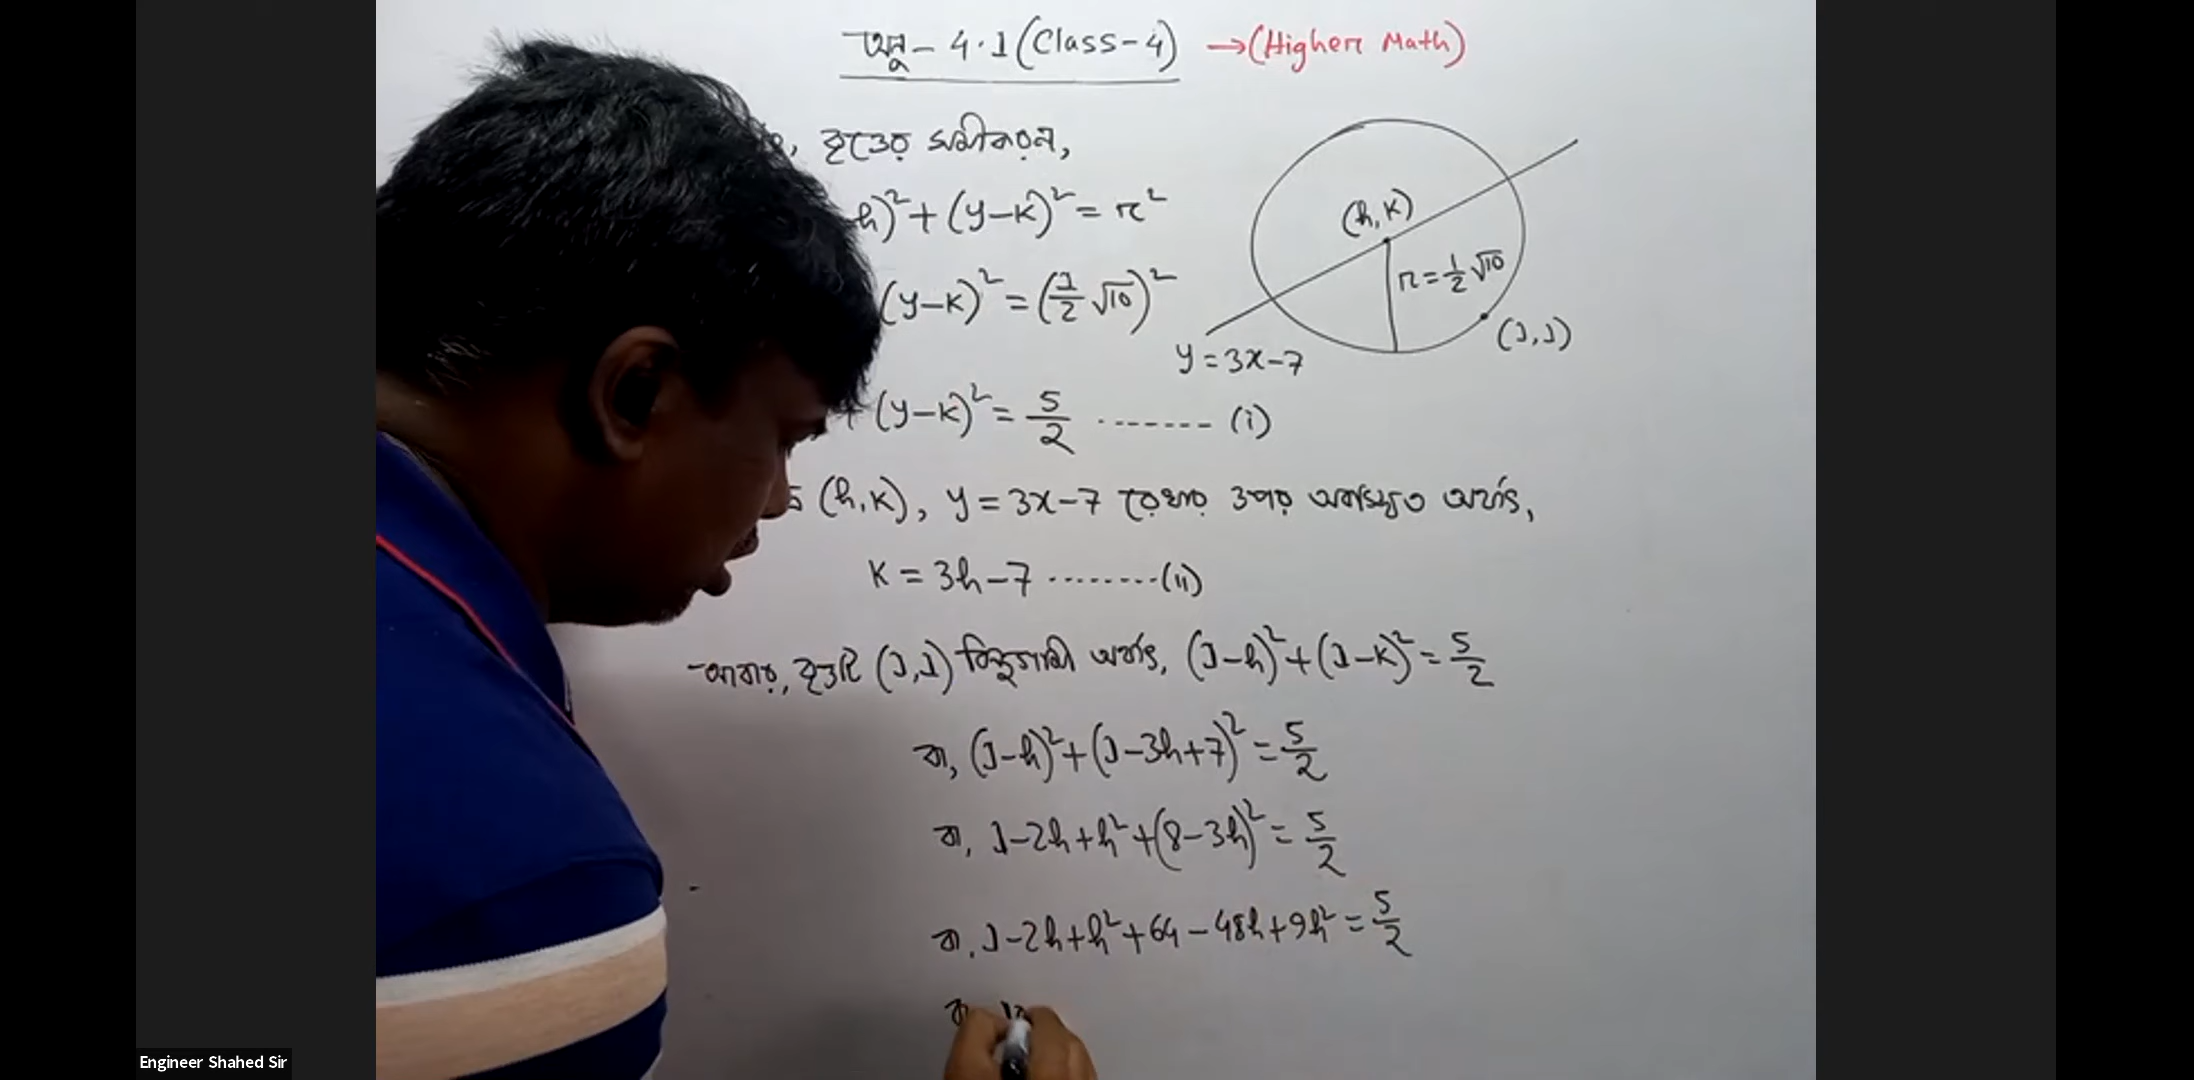 অনু - 4.1 (Class-4) → (Higher Math)
, বৃত্তের সমীকরন,
h)² + (y-k)² = r²
(y-k)² = (1/2 √10)²
+ (y-k)² = 5/2 -------- (i)
(h,k)
r = 1/2 √10
(1,1)
y = 3x-7
(h,k), y = 3x-7 রেখার উপর অবস্থিত অর্থাৎ,
k = 3h-7 --------- (ii)
আবার, বৃত্তটি (1,1) বিন্দুগামী অর্থাৎ, (1-h)² + (1-k)² = 5/2
বা, (1-h)² + (1-3h+7)² = 5/2
বা, 1-2h+h² + (8-3h)² = 5/2
বা, 1-2h+h²+64-48h+9h² = 5/2
বা
Engineer Shahed Sir